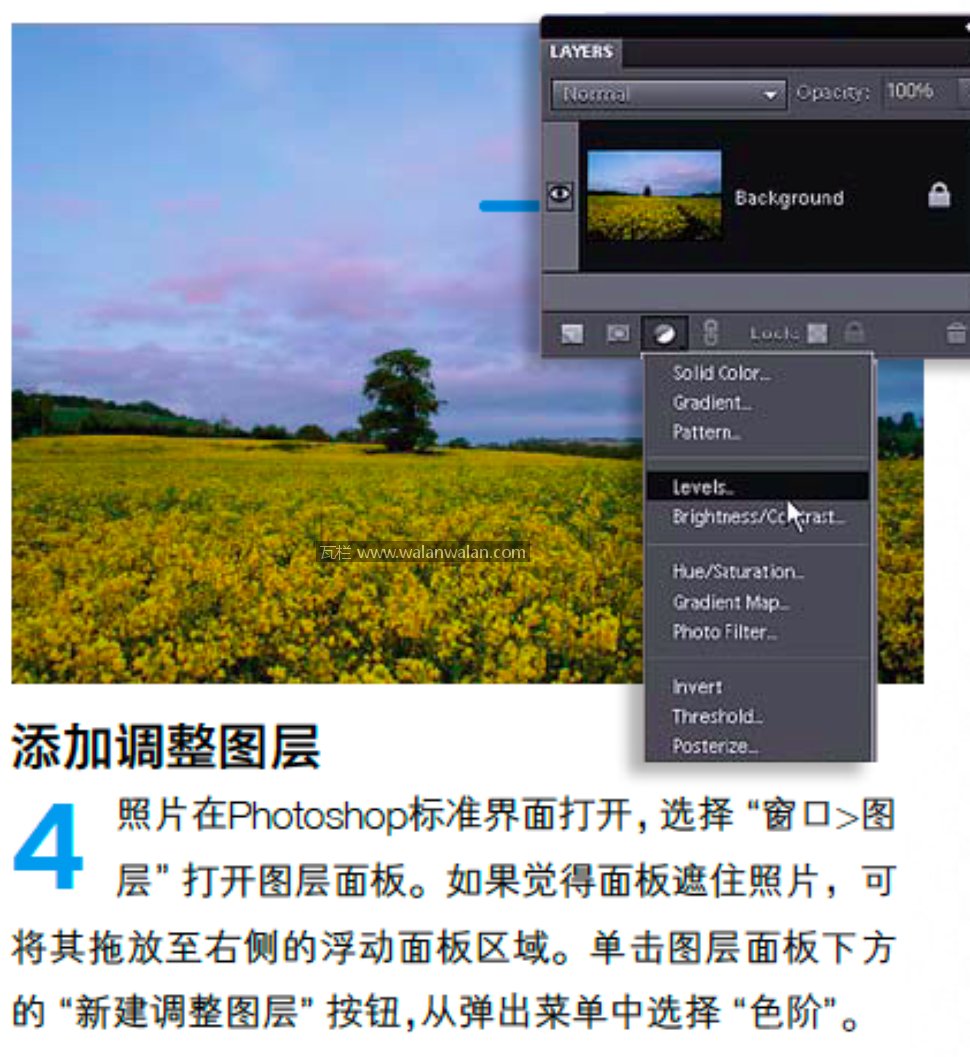 LAYERS
Normal
Opacity: 100%
Background
Lock:
Solid Color...
Gradient...
Pattern...
Levels...
Brightness/Co trast...
瓦栏 www.walanwalan.com
Hue/Saturation...
Gradient Map...
Photo Filter...
Invert
Threshold...
Posterize...
添加调整图层
4 照片在Photoshop标准界面打开，选择“窗口>图
层”打开图层面板。如果觉得面板遮住照片，可
将其拖放至右侧的浮动面板区域。单击图层面板下方
的“新建调整图层”按钮，从弹出菜单中选择“色阶”。